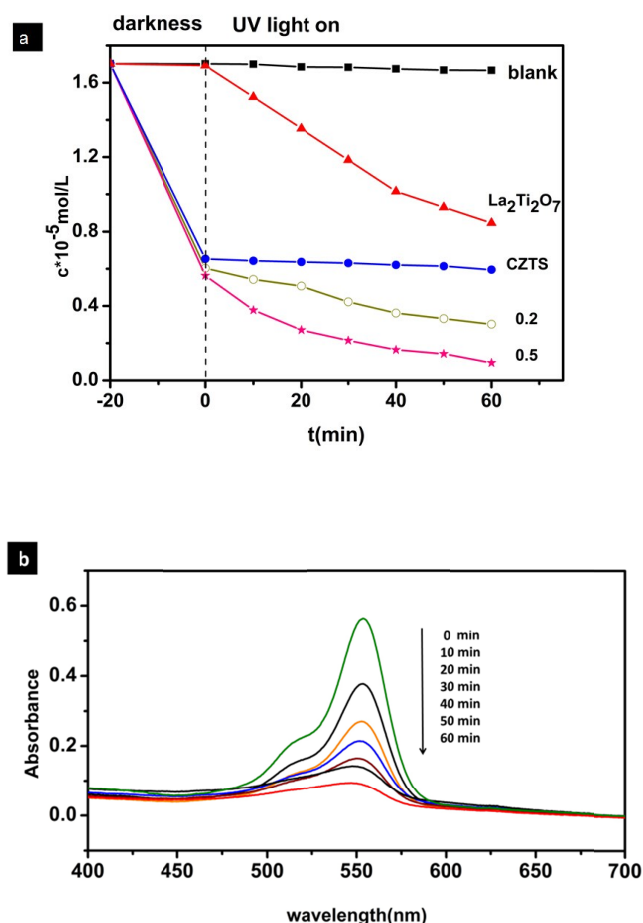 darkness UV light on
a
blank
La₂Ti₂O₇
CZTS
0.2
0.5
1.6
1.2
0.8
0.4
0.0
c*10⁻⁵mol/L
-20 0 20 40 60
t(min)
b
0.6
0.4
0.2
0.0
Absorbance
0 min
10 min
20 min
30 min
40 min
50 min
60 min
400 450 500 550 600 650 700
wavelength(nm)